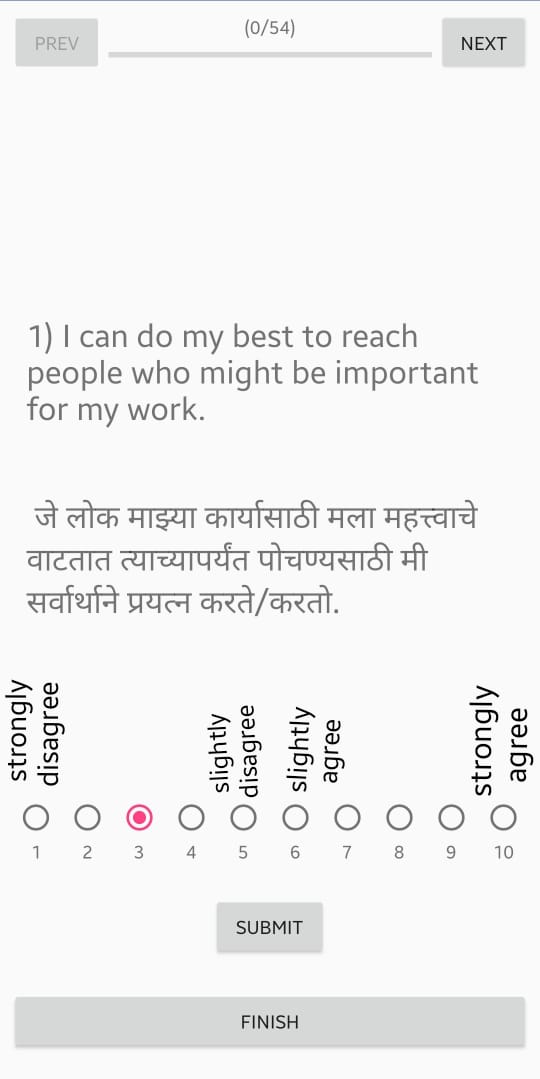 PREV
(0/54)
NEXT
1) I can do my best to reach
people who might be important
for my work.
जे लोक माझ्या कार्यासाठी मला महत्त्वाचे
वाटतात त्याच्यापर्यंत पोचण्यसाठी मी
सर्वार्थाने प्रयत्न करते/करतो.
strongly
disagree
slightly
disagree
slightly
agree
strongly
agree
1 2 3 4 5 6 7 8 9 10
SUBMIT
FINISH